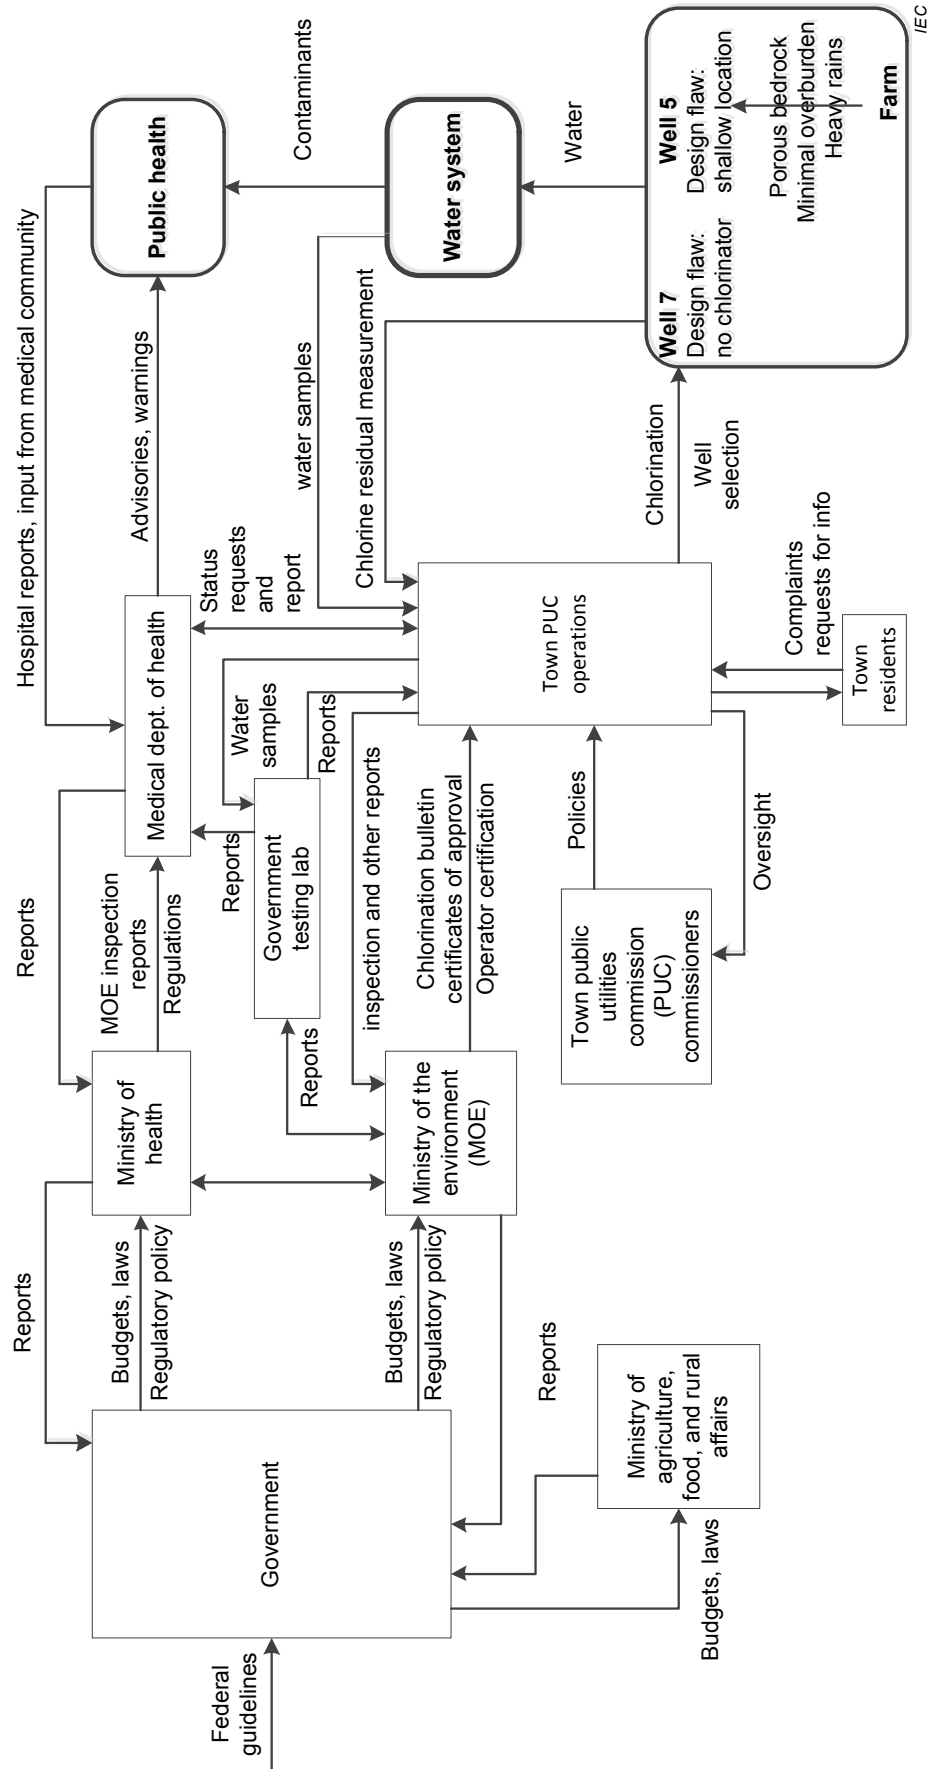 Federal
guidelines
Government
Reports
Budgets, laws
Regulatory policy
Budgets, laws
Regulatory policy
Reports
Budgets, laws
Ministry of
agriculture,
food, and rural
affairs
Ministry of
health
Ministry of the
environment
(MOE)
Reports
MOE inspection
reports
Regulations
Reports
Reports
Government
testing lab
Medical dept. of health
Water
samples
Reports
inspection and other reports
Chlorination bulletin
certificates of approval
Operator certification
Town public
utilities
commission
(PUC)
commissioners
Policies
Oversight
Hospital reports, input from medical community
Advisories, warnings
Status
requests
and
report
water samples
Chlorine residual measurement
Town PUC
operations
Chlorination
Well
selection
Complaints
requests for info
Town
residents
Public health
Contaminants
Water system
Water
Well 7
Design flaw:
no chlorinator
Well 5
Design flaw:
shallow location
Porous bedrock
Minimal overburden
Heavy rains
Farm
IEC